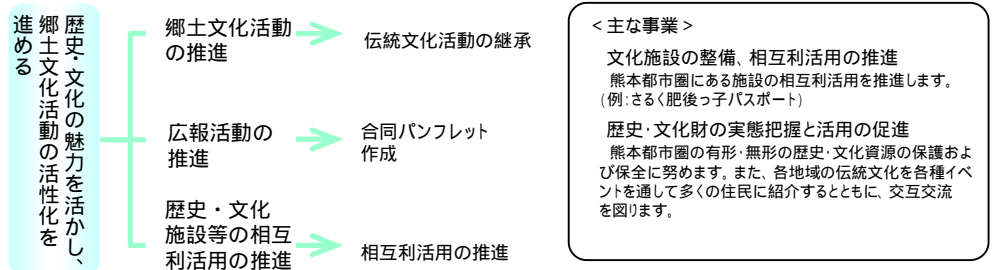 歴史・文化の魅力を活かし、
郷土文化活動の活性化を
進める
郷土文化活動
の推進
伝統文化活動の継承
広報活動の
推進
合同パンフレット
作成
歴史・文化
施設等の相互
利活用の推進
相互利活用の推進
<主な事業>
文化施設の整備、相互利活用の推進
熊本都市圏にある施設の相互利活用を推進します。
(例:さるく肥後っ子パスポート)
歴史・文化財の実態把握と活用の促進
熊本都市圏の有形・無形の歴史・文化資源の保護およ
び保全に努めます。また、各地域の伝統文化を各種イベ
ントを通して多くの住民に紹介するとともに、交互交流
を図ります。